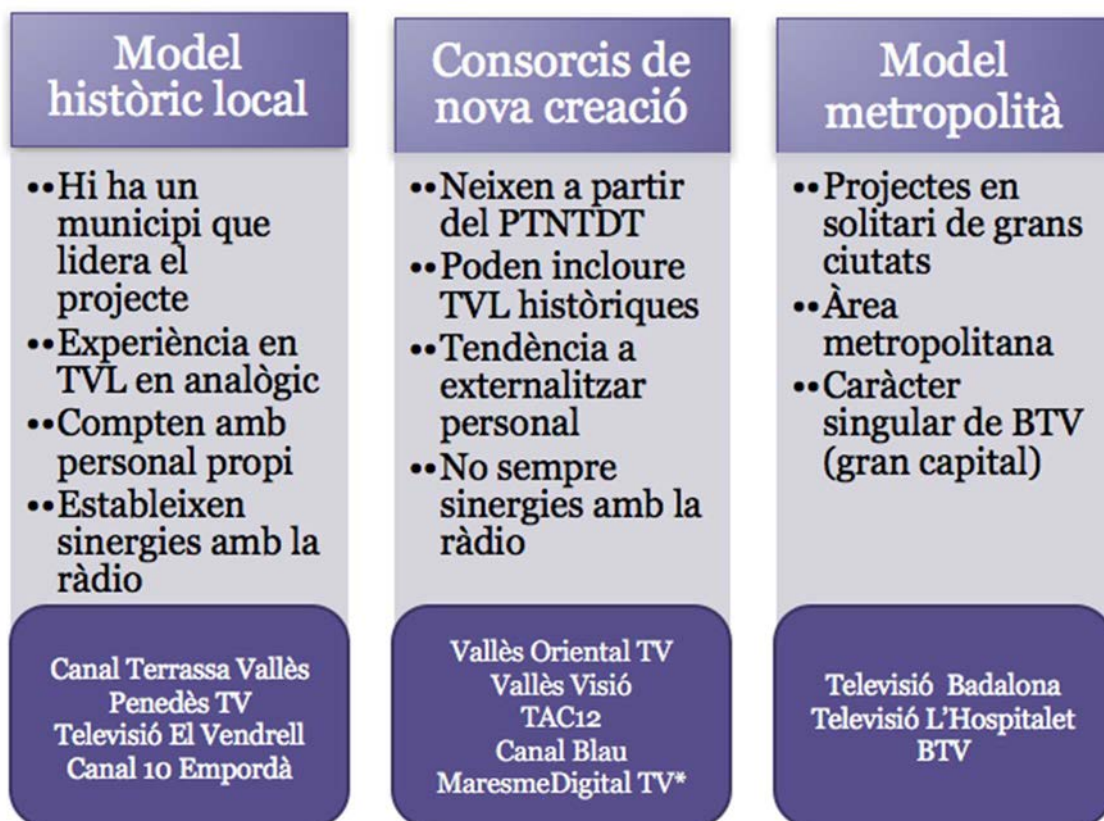 Model
històric local
••Hi ha un
municipi que
lidera el
projecte
••Experiència en
TVL en analògic
••Compten amb
personal propi
••Estableixen
sinergies amb la
ràdio
Canal Terrassa Vallès
Penedès TV
Televisió El Vendrell
Canal 10 Empordà
Consorcis de
nova creació
••Neixen a partir
del PTNTDT
••Poden incloure
TVL històriques
••Tendència a
externalitzar
personal
••No sempre
sinergies amb la
ràdio
Vallès Oriental TV
Vallès Visió
TAC12
Canal Blau
MaresmeDigital TV*
Model
metropolità
••Projectes en
solitari de grans
ciutats
••Àrea
metropolitana
••Caràcter
singular de BTV
(gran capital)
Televisió Badalona
Televisió L'Hospitalet
BTV